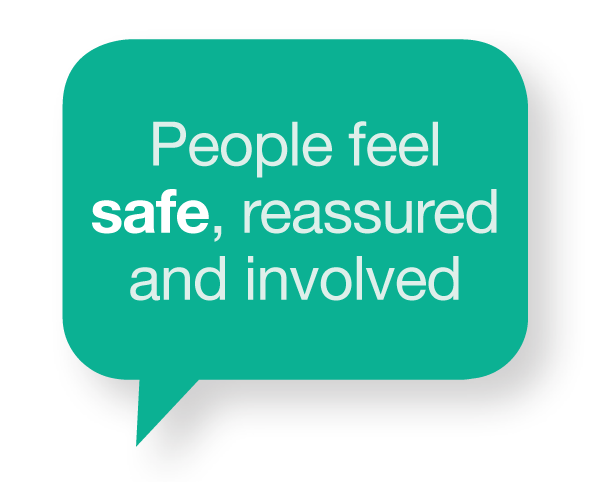 People feel
safe, reassured
and involved